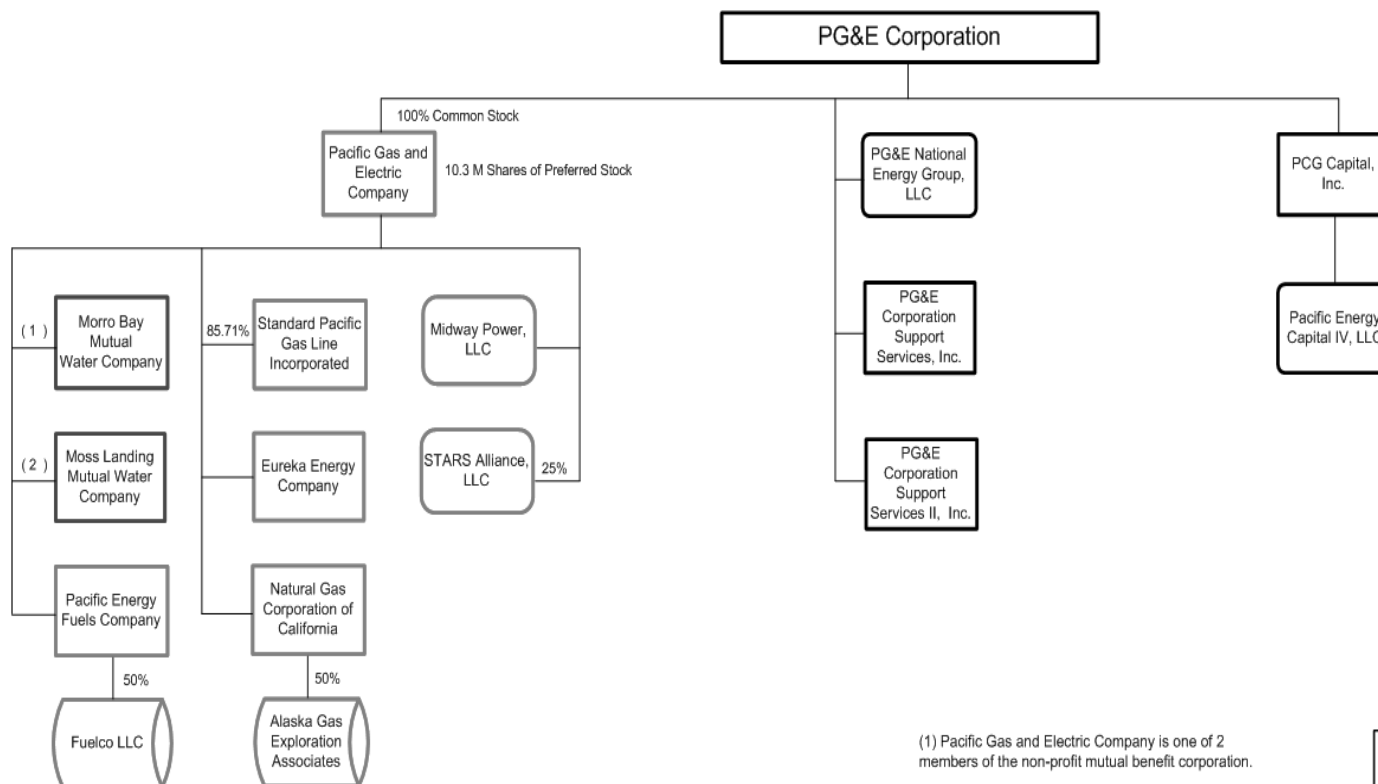 PG&E Corporation
100% Common Stock
Pacific Gas and
Electric
Company
10.3 M Shares of Preferred Stock
PG&E National
Energy Group,
LLC
PCG Capital,
Inc.
( 1 )
Morro Bay
Mutual
Water Company
85.71%
Standard Pacific
Gas Line
Incorporated
Midway Power,
LLC
PG&E
Corporation
Support
Services, Inc.
Pacific Energy
Capital IV, LLC
( 2 )
Moss Landing
Mutual Water
Company
Eureka Energy
Company
STARS Alliance,
LLC
25%
PG&E
Corporation
Support
Services II, Inc.
Pacific Energy
Fuels Company
Natural Gas
Corporation of
California
50%
50%
Fuelco LLC
Alaska Gas
Exploration
Associates
(1) Pacific Gas and Electric Company is one of 2
members of the non-profit mutual benefit corporation.